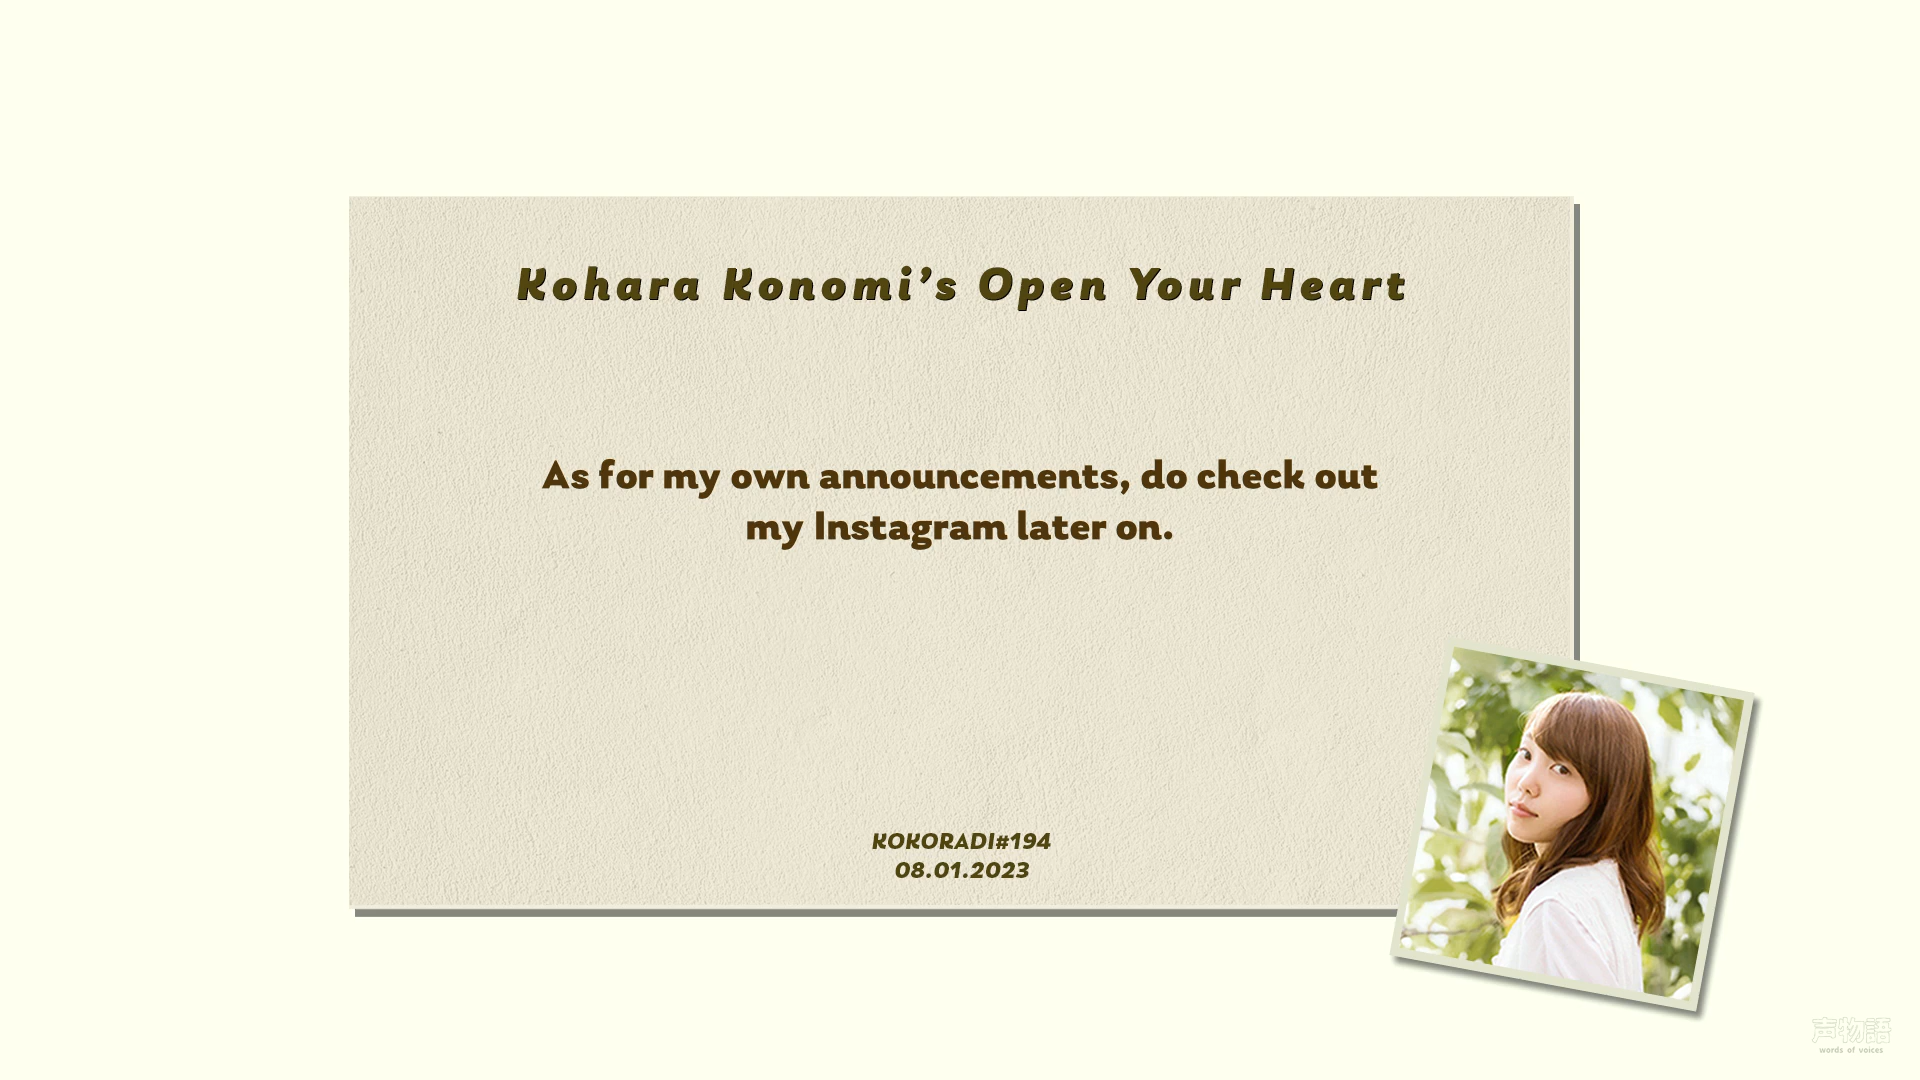 Kohara Konomi’s Open Your Heart
As for my own announcements, do check out
my Instagram later on.
KOKORADI#194
08.01.2023
声物語
words of voices